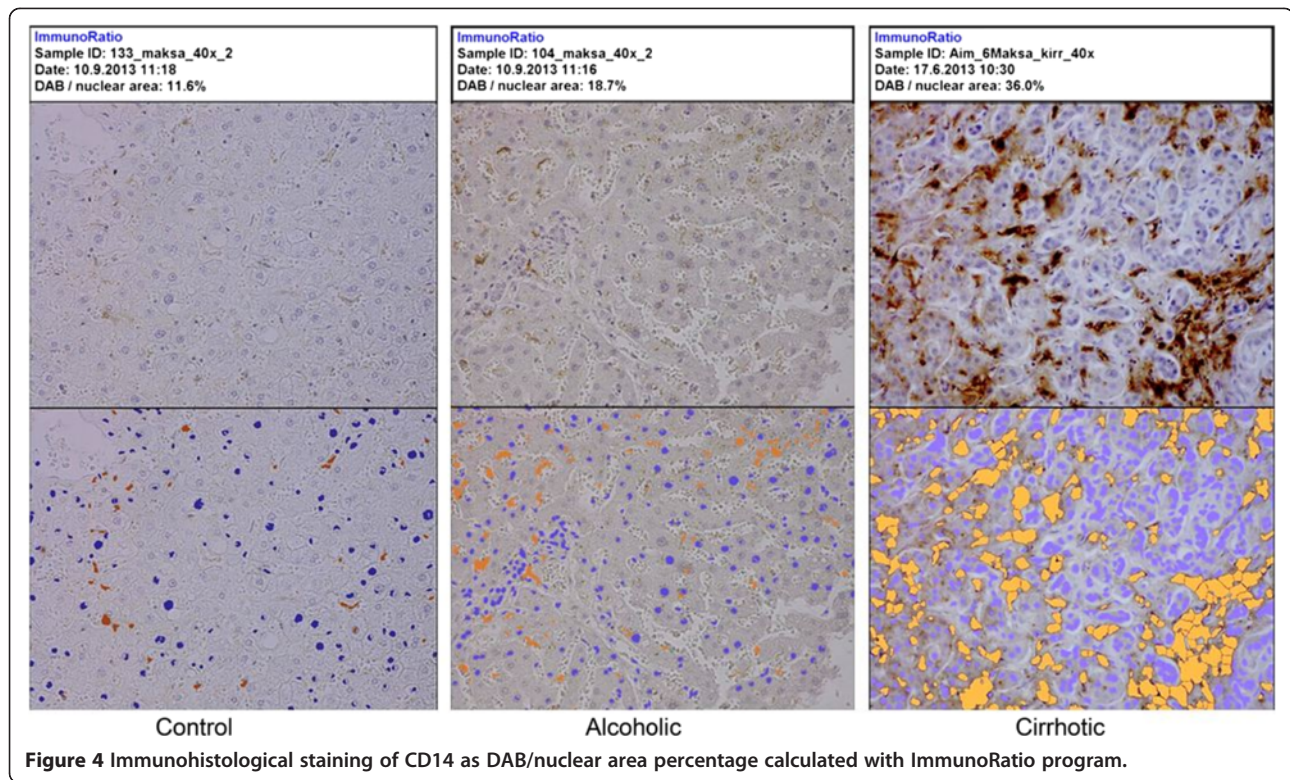 ImmunoRatio
Sample ID: 133_maksa_40x_2
Date: 10.9.2013 11:18
DAB / nuclear area: 11.6%
ImmunoRatio
Sample ID: 104_maksa_40x_2
Date: 10.9.2013 11:16
DAB / nuclear area: 18.7%
ImmunoRatio
Sample ID: Aim_6Maksa_kirr_40x
Date: 17.6.2013 10:30
DAB / nuclear area: 36.0%
Control
Alcoholic
Cirrhotic
Figure 4 Immunohistological staining of CD14 as DAB/nuclear area percentage calculated with ImmunoRatio program.